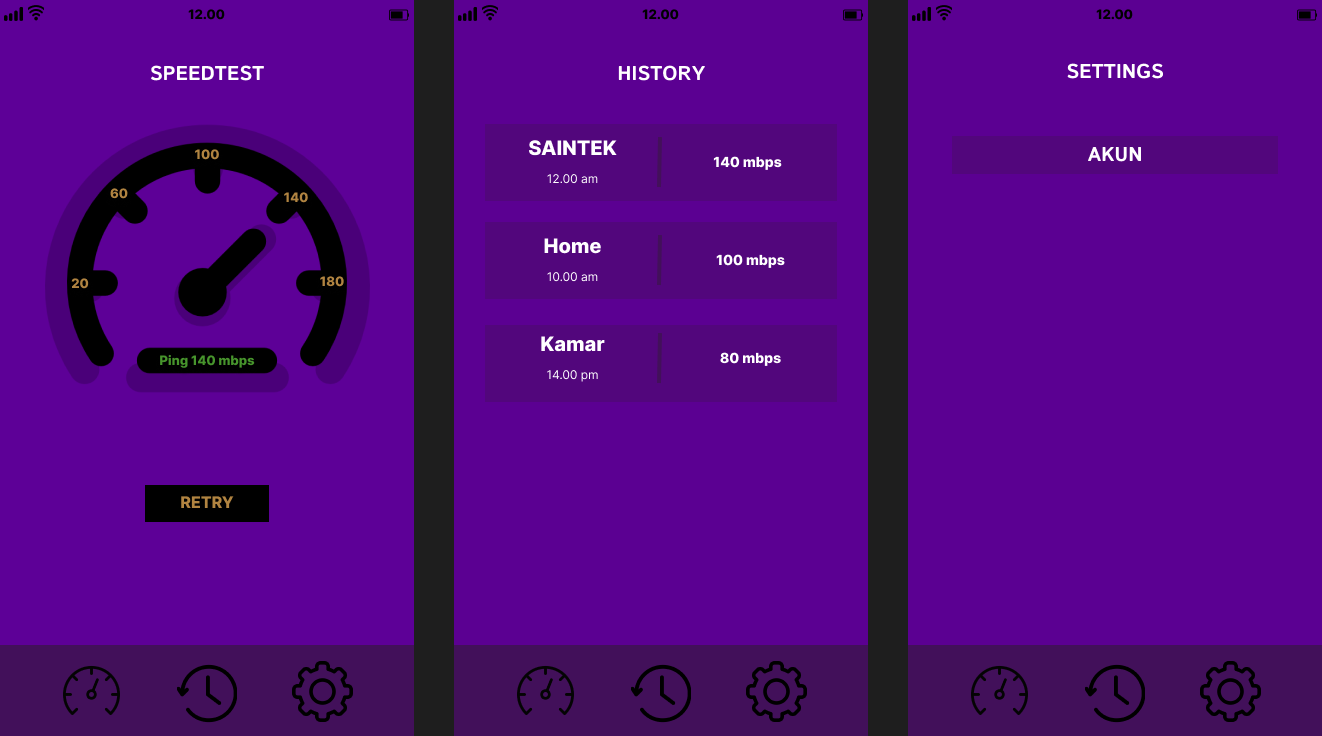 12.00
SPEEDTEST
100
60
140
20
180
Ping 140 mbps
RETRY
12.00
HISTORY
SAINTEK
12.00 am
140 mbps
Home
10.00 am
100 mbps
Kamar
14.00 pm
80 mbps
12.00
SETTINGS
AKUN